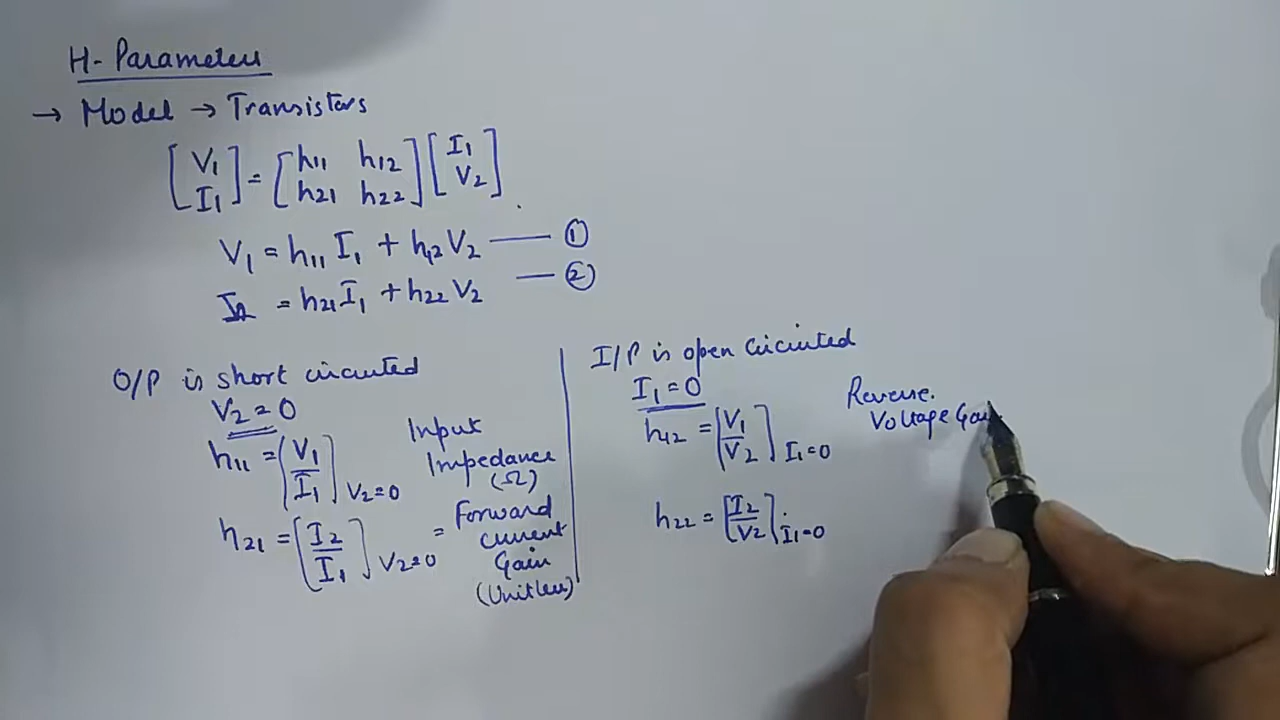 H- Parameters
→ Model → Transistors
[V1 I1] = [h11 h12 h21 h22] [I1 V2]
V1 = h11 I1 + h12 V2 —— ①
I2 = h21 I1 + h22 V2 —— ②
O/P is short circuited
V2 = 0
h11 = [V1/I1] V2=0 Input Impedance (Ω)
h21 = [I2/I1] V2=0 = Forward current Gain (Unitless)
I/P is open circuited
I1 = 0
h12 = [V1/V2] I1=0 Reverse. Voltage Gai
h22 = [I2/V2] I1=0